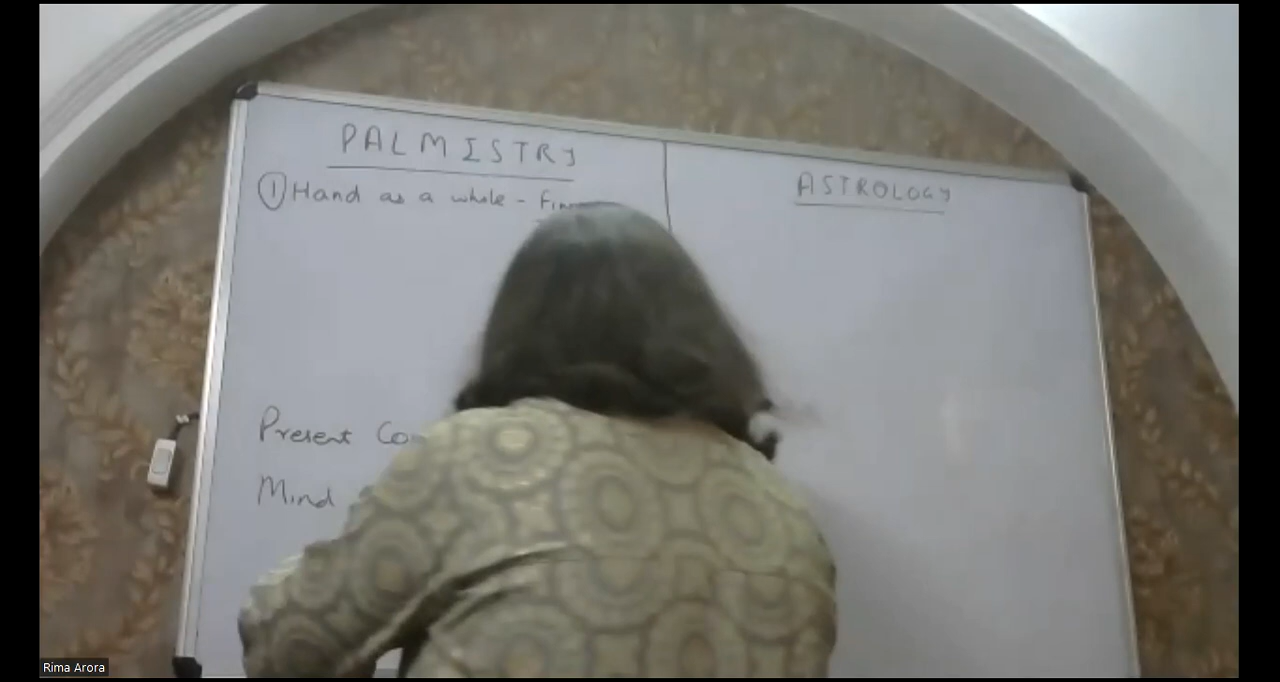 PALMISTRY
ASTROLOGY
① Hand as a whole -
Present
Mind
Rima Arora